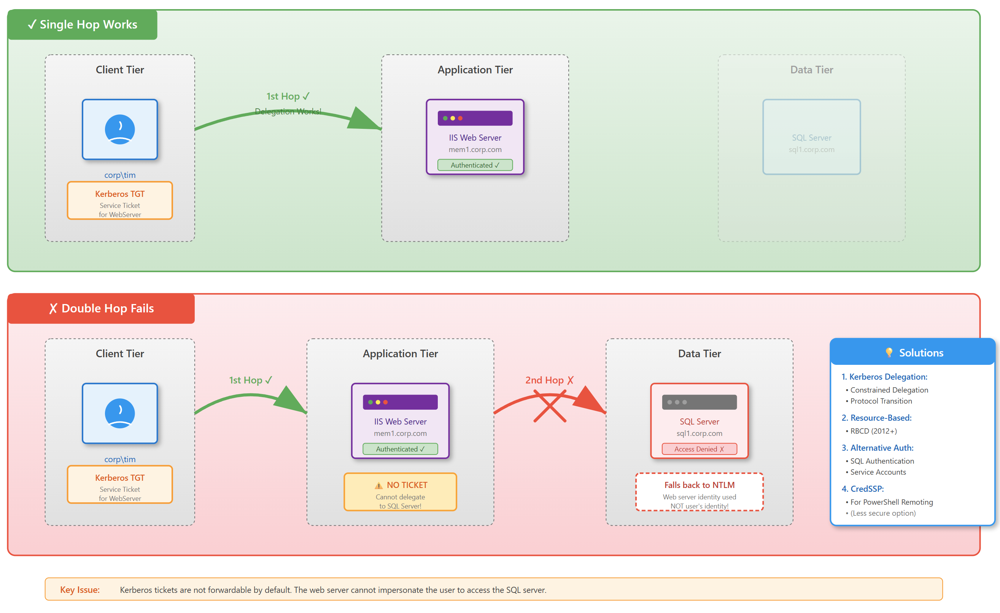 ✓ Single Hop Works
Client Tier
Application Tier
Data Tier
1st Hop ✓
Delegation Works!
IIS Web Server
mem1.corp.com
Authenticated ✓
SQL Server
sql1.corp.com
corp\tim
Kerberos TGT
Service Ticket
for WebServer
✗ Double Hop Fails
Client Tier
Application Tier
Data Tier
1st Hop ✓
2nd Hop ✗
corp\tim
Kerberos TGT
Service Ticket
for WebServer
IIS Web Server
mem1.corp.com
Authenticated ✓
⚠ NO TICKET
Cannot delegate
to SQL Server!
SQL Server
sql1.corp.com
Access Denied ✗
Falls back to NTLM
Web server identity used
NOT user's identity!
💡 Solutions
1. Kerberos Delegation:
• Constrained Delegation
• Protocol Transition
2. Resource-Based:
• RBCD (2012+)
3. Alternative Auth:
• SQL Authentication
• Service Accounts
4. CredSSP:
• For PowerShell Remoting
• (Less secure option)
Key Issue: Kerberos tickets are not forwardable by default. The web server cannot impersonate the user to access the SQL server.